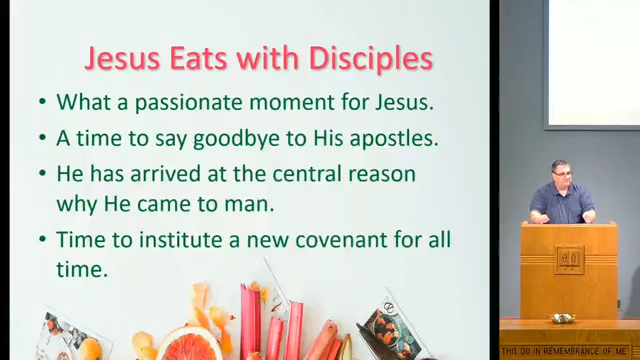 Jesus Eats with Disciples
• What a passionate moment for Jesus.
• A time to say goodbye to His apostles.
• He has arrived at the central reason
why He came to man.
• Time to institute a new covenant for all
time.
THIS DO IN REMEMBRANCE OF ME